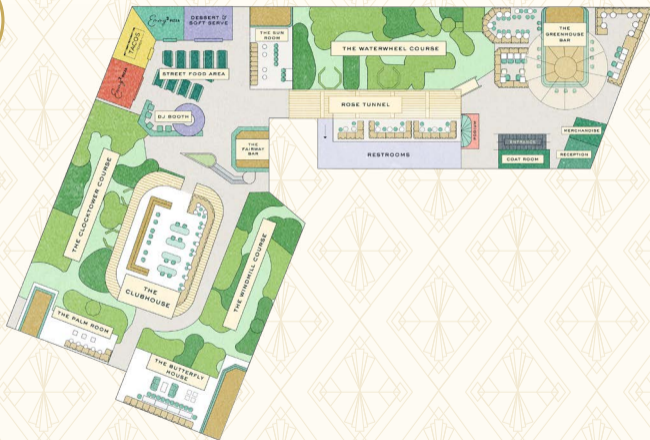 DESSERT &
SOFT SERVE
TACOS
STREET FOOD AREA
DJ BOOTH
THE SUN
ROOM
THE WATERWHEEL COURSE
THE
GREENHOUSE
BAR
ROSE TUNNEL
THE
FAIRWAY
BAR
RESTROOMS
ENTRANCE
COAT ROOM
MERCHANDISE
RECEPTION
THE CLOCKTOWER COURSE
THE
CLUBHOUSE
THE WINDMILL COURSE
THE PALM ROOM
THE BUTTERFLY
HOUSE